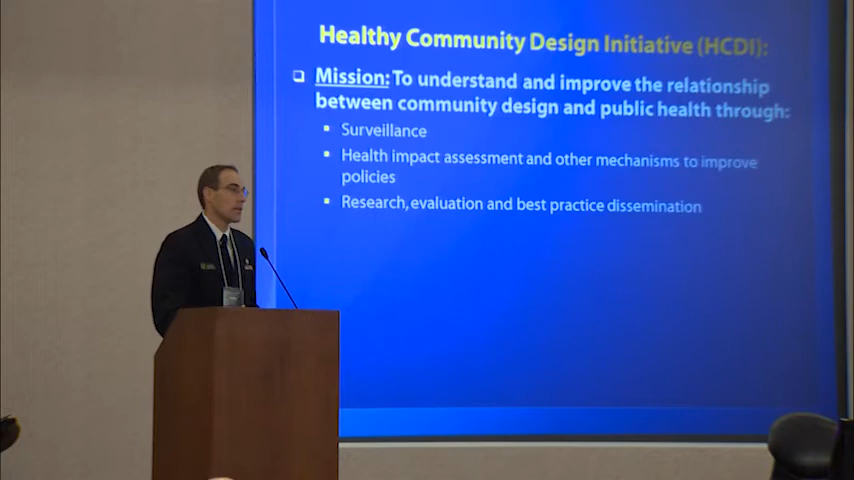 Healthy Community Design Initiative (HCDI):
Mission: To understand and improve the relationship
between community design and public health through:
Surveillance
Health impact assessment and other mechanisms to improve
policies
Research, evaluation and best practice dissemination